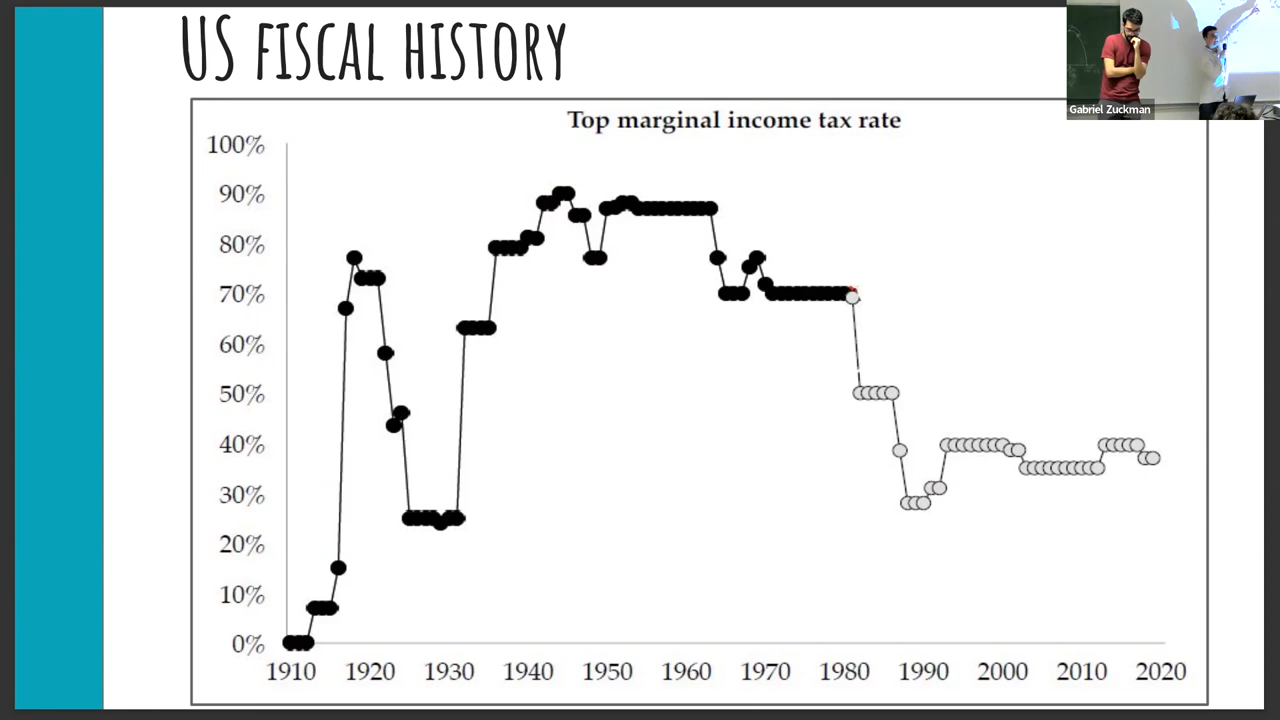 US FISCAL HISTORY
Gabriel Zuckman
Top marginal income tax rate
100%
90%
80%
70%
60%
50%
40%
30%
20%
10%
0%
1910 1920 1930 1940 1950 1960 1970 1980 1990 2000 2010 2020